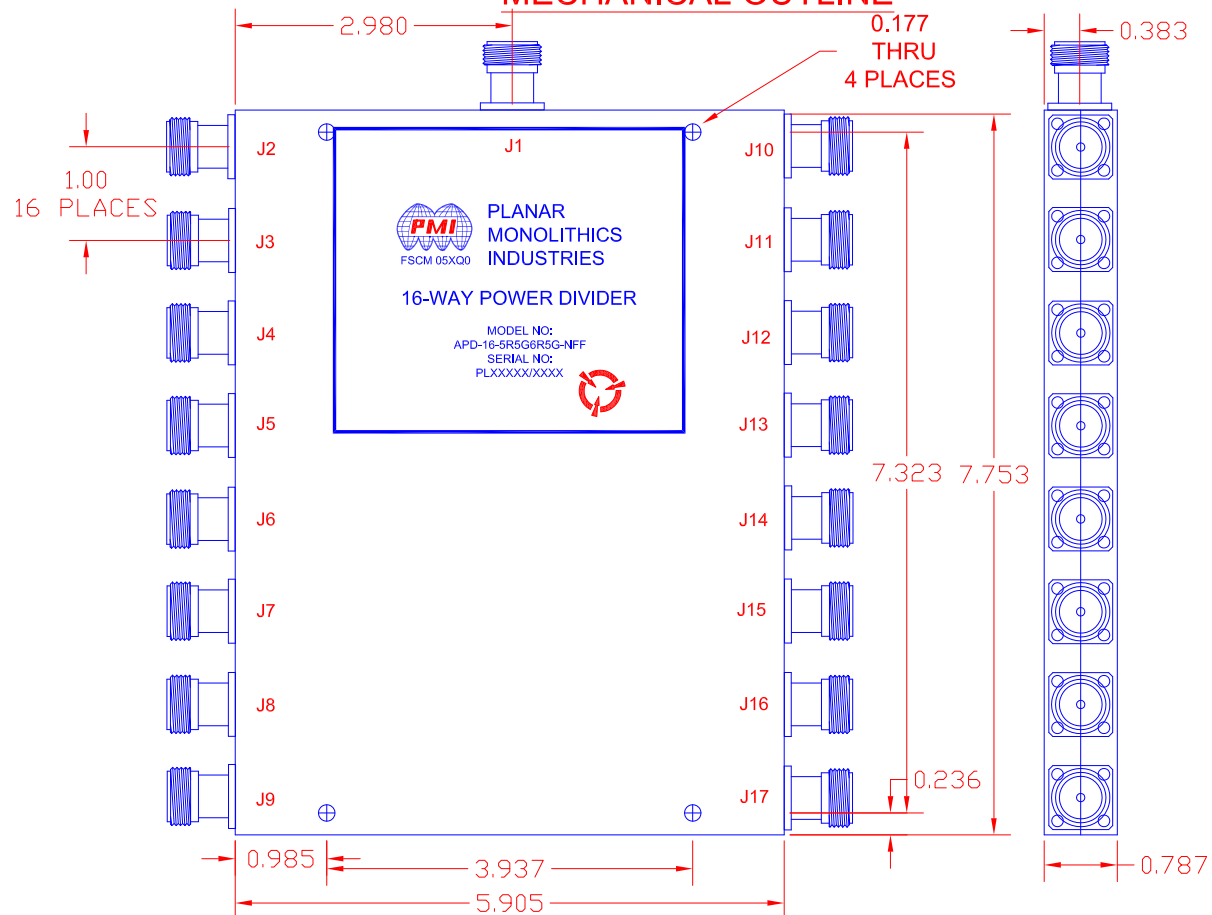 MECHANICAL OUTLINE
2.980
0.177
THRU
4 PLACES
0.383
J1
J2
J10
1.00
16 PLACES
J3
J11
PMI
FSCM 05XQ0
PLANAR
MONOLITHICS
INDUSTRIES
16-WAY POWER DIVIDER
MODEL NO:
APD-16-5R5G6R5G-NFF
SERIAL NO:
PLXXXXX/XXXX
J4
J12
J5
J13
7.323
7.753
J6
J14
J7
J15
J8
J16
J9
J17
0.236
0.985
3.937
5.905
0.787